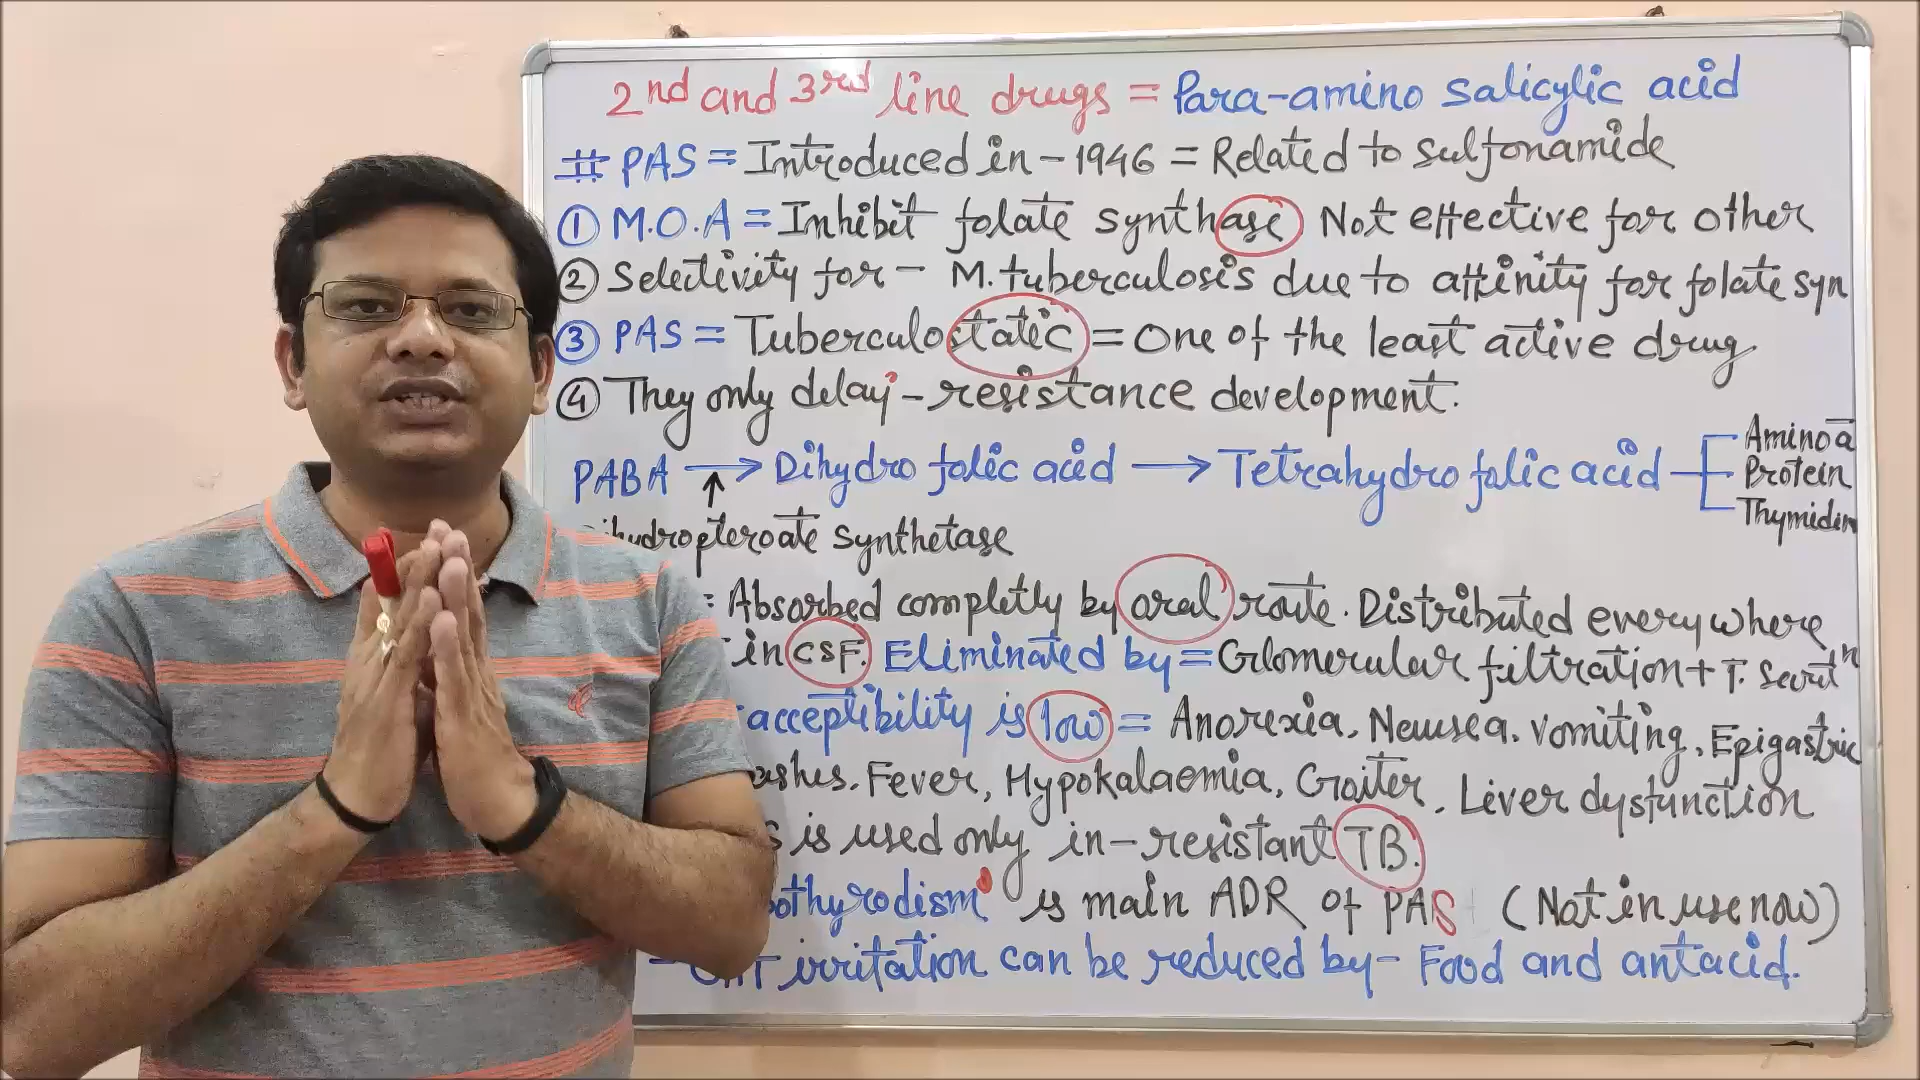 2nd and 3rd line drugs = Para-amino salicylic acid
# PAS = Introduced in - 1946 = Related to sulfonamide
① M.O.A = Inhibit folate synthase Not effective for other
② Selectivity for - M. tuberculosis due to affinity for folate syn
③ PAS = Tuberculostatic = One of the least active drug
④ They only delay - resistance development.
PABA → Dihydro folic acid → Tetrahydro folic acid
Amino a
Protein
Thymidin
hydropteroate synthetase
: Absorbed completly by oral route. Distributed everywhere
in CSF. Eliminated by = Glomerular filtration + T. Secretⁿ
acceptibility is low = Anorexia, Neusea, vomiting, Epigastric
ashes, Fever, Hypokalaemia, Goiter, Liver dysfunction
S is used only in - resistant TB.
othyrodism is main ADR of PAS (Not in use now)
- GIT irritation can be reduced by - Food and antacid.